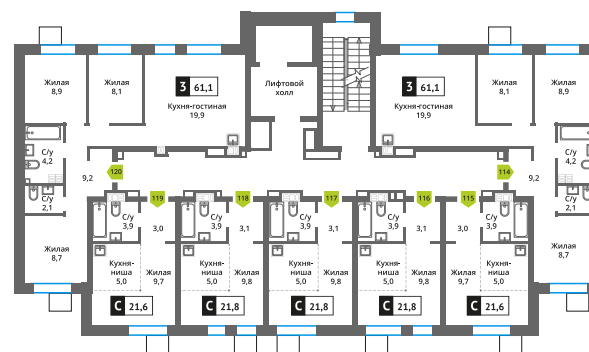 Жилая
8,9
Жилая
8,1
3 61,1
Кухня-гостиная
19,9
Лифтовой
холл
3 61,1
Кухня-гостиная
19,9
Жилая
8,1
Жилая
8,9
С/у
4,2
9,2
120
114
9,2
С/у
4,2
С/у
2,1
119
118
117
116
115
С/у
2,1
С/у
3,9
3,0
С/у
3,9
3,1
С/у
3,9
3,1
С/у
3,9
3,1
3,0
С/у
3,9
Жилая
8,7
Жилая
8,7
Кухня-
ниша
5,0
Жилая
9,7
Кухня-
ниша
5,0
Жилая
9,8
Кухня-
ниша
5,0
Жилая
9,8
Кухня-
ниша
5,0
Жилая
9,8
Жилая
9,7
Кухня-
ниша
5,0
С 21,6
С 21,8
С 21,8
С 21,8
С 21,6